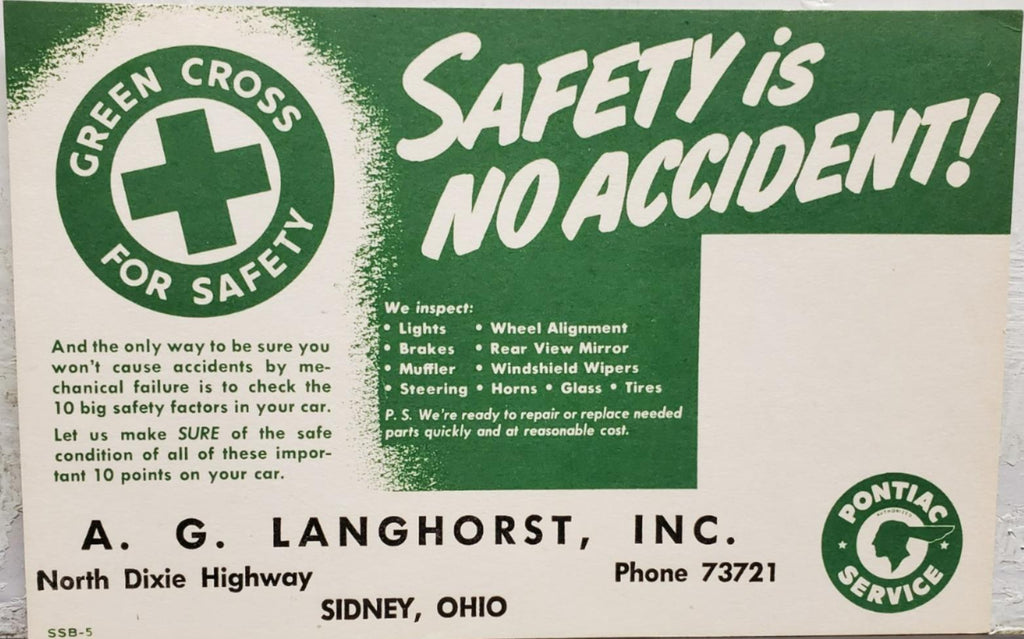 GREEN CROSS
FOR SAFETY
SAFETY is
NO ACCIDENT!
And the only way to be sure you
won't cause accidents by me-
chanical failure is to check the
10 big safety factors in your car.
Let us make SURE of the safe
condition of all of these impor-
tant 10 points on your car.
We inspect:
• Lights • Wheel Alignment
• Brakes • Rear View Mirror
• Muffler • Windshield Wipers
• Steering • Horns • Glass • Tires
P. S. We're ready to repair or replace needed
parts quickly and at reasonable cost.
A. G. LANGHORST, INC.
North Dixie Highway
Phone 73721
SIDNEY, OHIO
PONTIAC
AUTHORIZED
SERVICE
SSB-5